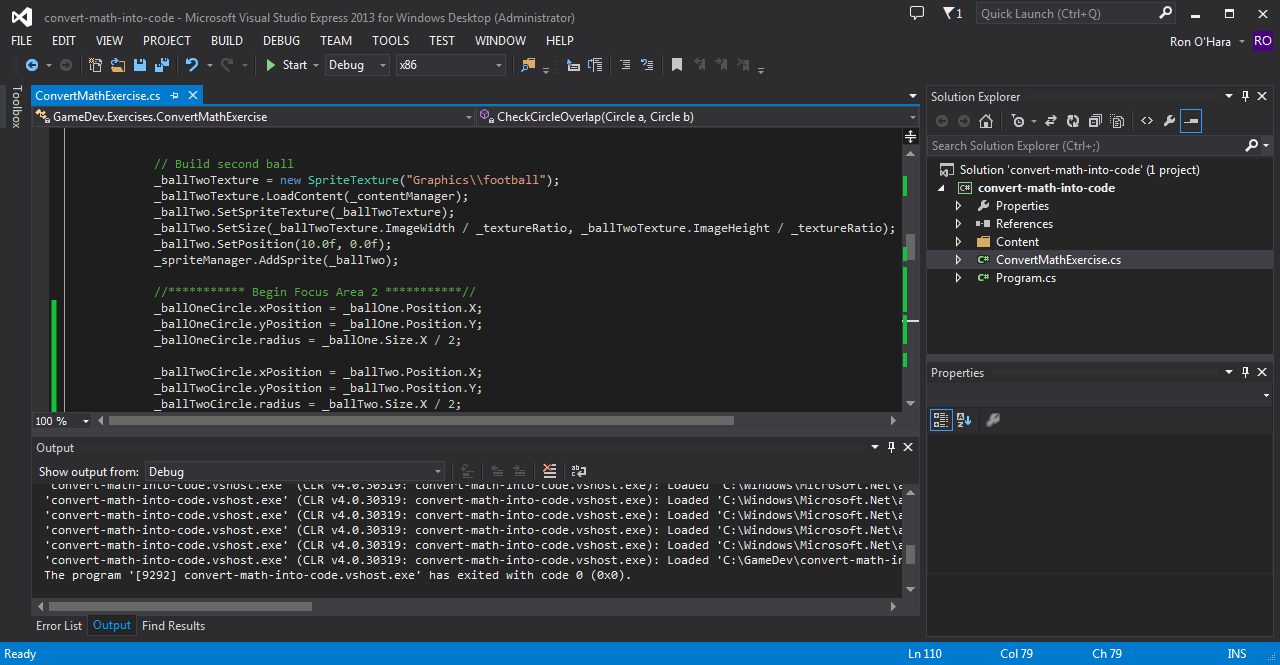 convert-math-into-code - Microsoft Visual Studio Express 2013 for Windows Desktop (Administrator)
1
Quick Launch (Ctrl+Q)
FILE EDIT VIEW PROJECT BUILD DEBUG TEAM TOOLS TEST WINDOW HELP
Ron O'Hara RO
Start Debug x86
Toolbox
ConvertMathExercise.cs
GameDev.Exercises.ConvertMathExercise
CheckCircleOverlap(Circle a, Circle b)
// Build second ball
_ballTwoTexture = new SpriteTexture("Graphics\\football");
_ballTwoTexture.LoadContent(_contentManager);
_ballTwo.SetSpriteTexture(_ballTwoTexture);
_ballTwo.SetSize(_ballTwoTexture.ImageWidth / _textureRatio, _ballTwoTexture.ImageHeight / _textureRatio);
_ballTwo.SetPosition(10.0f, 0.0f);
_spriteManager.AddSprite(_ballTwo);
//*********** Begin Focus Area 2 ***********//
_ballOneCircle.xPosition = _ballOne.Position.X;
_ballOneCircle.yPosition = _ballOne.Position.Y;
_ballOneCircle.radius = _ballOne.Size.X / 2;
_ballTwoCircle.xPosition = _ballTwo.Position.X;
_ballTwoCircle.yPosition = _ballTwo.Position.Y;
_ballTwoCircle.radius = _ballTwo.Size.X / 2;
100 %
Output
Show output from: Debug
'convert-math-into-code.vshost.exe' (CLR v4.0.30319: convert-math-into-code.vshost.exe): Loaded 'C:\Windows\Microsoft.Net\a
'convert-math-into-code.vshost.exe' (CLR v4.0.30319: convert-math-into-code.vshost.exe): Loaded 'C:\Windows\Microsoft.Net\a
'convert-math-into-code.vshost.exe' (CLR v4.0.30319: convert-math-into-code.vshost.exe): Loaded 'C:\Windows\Microsoft.Net\a
'convert-math-into-code.vshost.exe' (CLR v4.0.30319: convert-math-into-code.vshost.exe): Loaded 'C:\Windows\Microsoft.Net\a
'convert-math-into-code.vshost.exe' (CLR v4.0.30319: convert-math-into-code.vshost.exe): Loaded 'C:\Windows\Microsoft.Net\a
'convert-math-into-code.vshost.exe' (CLR v4.0.30319: convert-math-into-code.vshost.exe): Loaded 'C:\GameDev\convert-math-in
The program '[9292] convert-math-into-code.vshost.exe' has exited with code 0 (0x0).
Error List Output Find Results
Solution Explorer
Search Solution Explorer (Ctrl+;)
Solution 'convert-math-into-code' (1 project)
C# convert-math-into-code
Properties
References
Content
C# ConvertMathExercise.cs
C# Program.cs
Properties
Ready
Ln 110 Col 79 Ch 79 INS